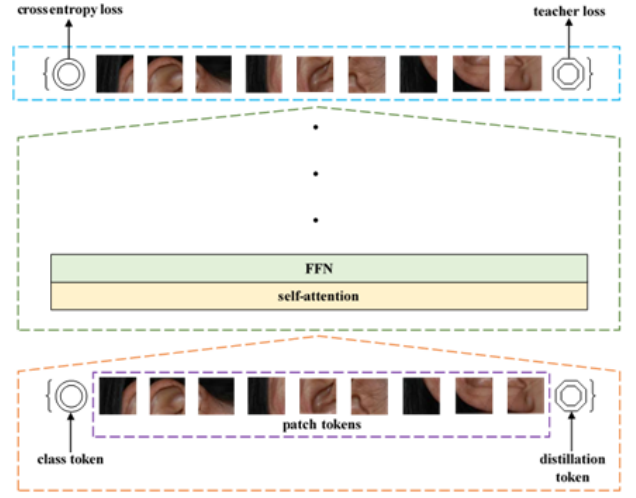 cross entropy loss
teacher loss
FFN
self-attention
patch tokens
class token
distillation
token